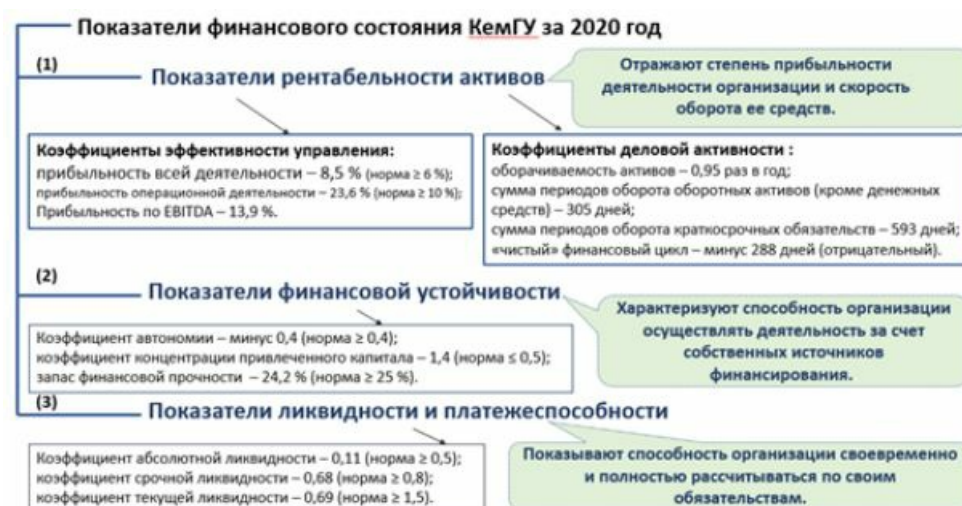 Показатели финансового состояния КемГУ за 2020 год
(1)
Показатели рентабельности активов
Отражают степень прибыльности
деятельности организации и скорость
оборота ее средств.
Коэффициенты эффективности управления:
прибыльность всей деятельности – 8,5 % (норма ≥ 6 %);
прибыльность операционной деятельности – 23,6 % (норма ≥ 10 %);
Прибыльность по EBITDA – 13,9 %.
Коэффициенты деловой активности :
оборачиваемость активов – 0,95 раз в год;
сумма периодов оборота оборотных активов (кроме денежных
средств) – 305 дней;
сумма периодов оборота краткосрочных обязательств – 593 дней;
«чистый» финансовый цикл – минус 288 дней (отрицательный).
(2)
Показатели финансовой устойчивости
Характеризуют способность организации
осуществлять деятельность за счет
собственных источников
финансирования.
Коэффициент автономии – минус 0,4 (норма ≥ 0,4);
коэффициент концентрации привлеченного капитала – 1,4 (норма ≤ 0,5);
запас финансовой прочности – 24,2 % (норма ≥ 25 %).
(3)
Показатели ликвидности и платежеспособности
Коэффициент абсолютной ликвидности – 0,11 (норма ≥ 0,5);
коэффициент срочной ликвидности – 0,68 (норма ≥ 0,8);
коэффициент текущей ликвидности – 0,69 (норма ≥ 1,5).
Показывают способность организации своевременно
и полностью рассчитываться по своим
обязательствам.